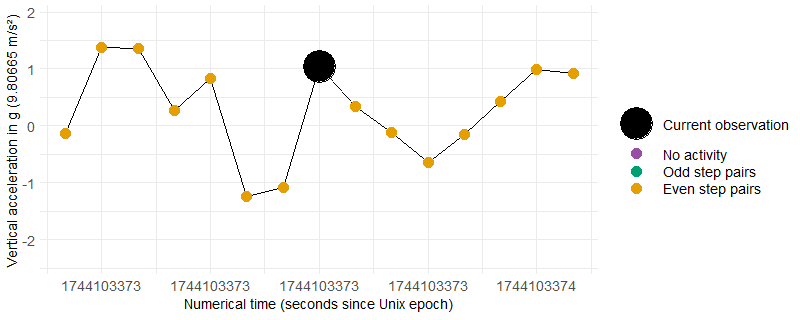 Vertical acceleration in g (9.80665 m/s²)
2
1
0
-1
-2
1744103373
1744103373
1744103373
1744103373
1744103374
Numerical time (seconds since Unix epoch)
Current observation
No activity
Odd step pairs
Even step pairs